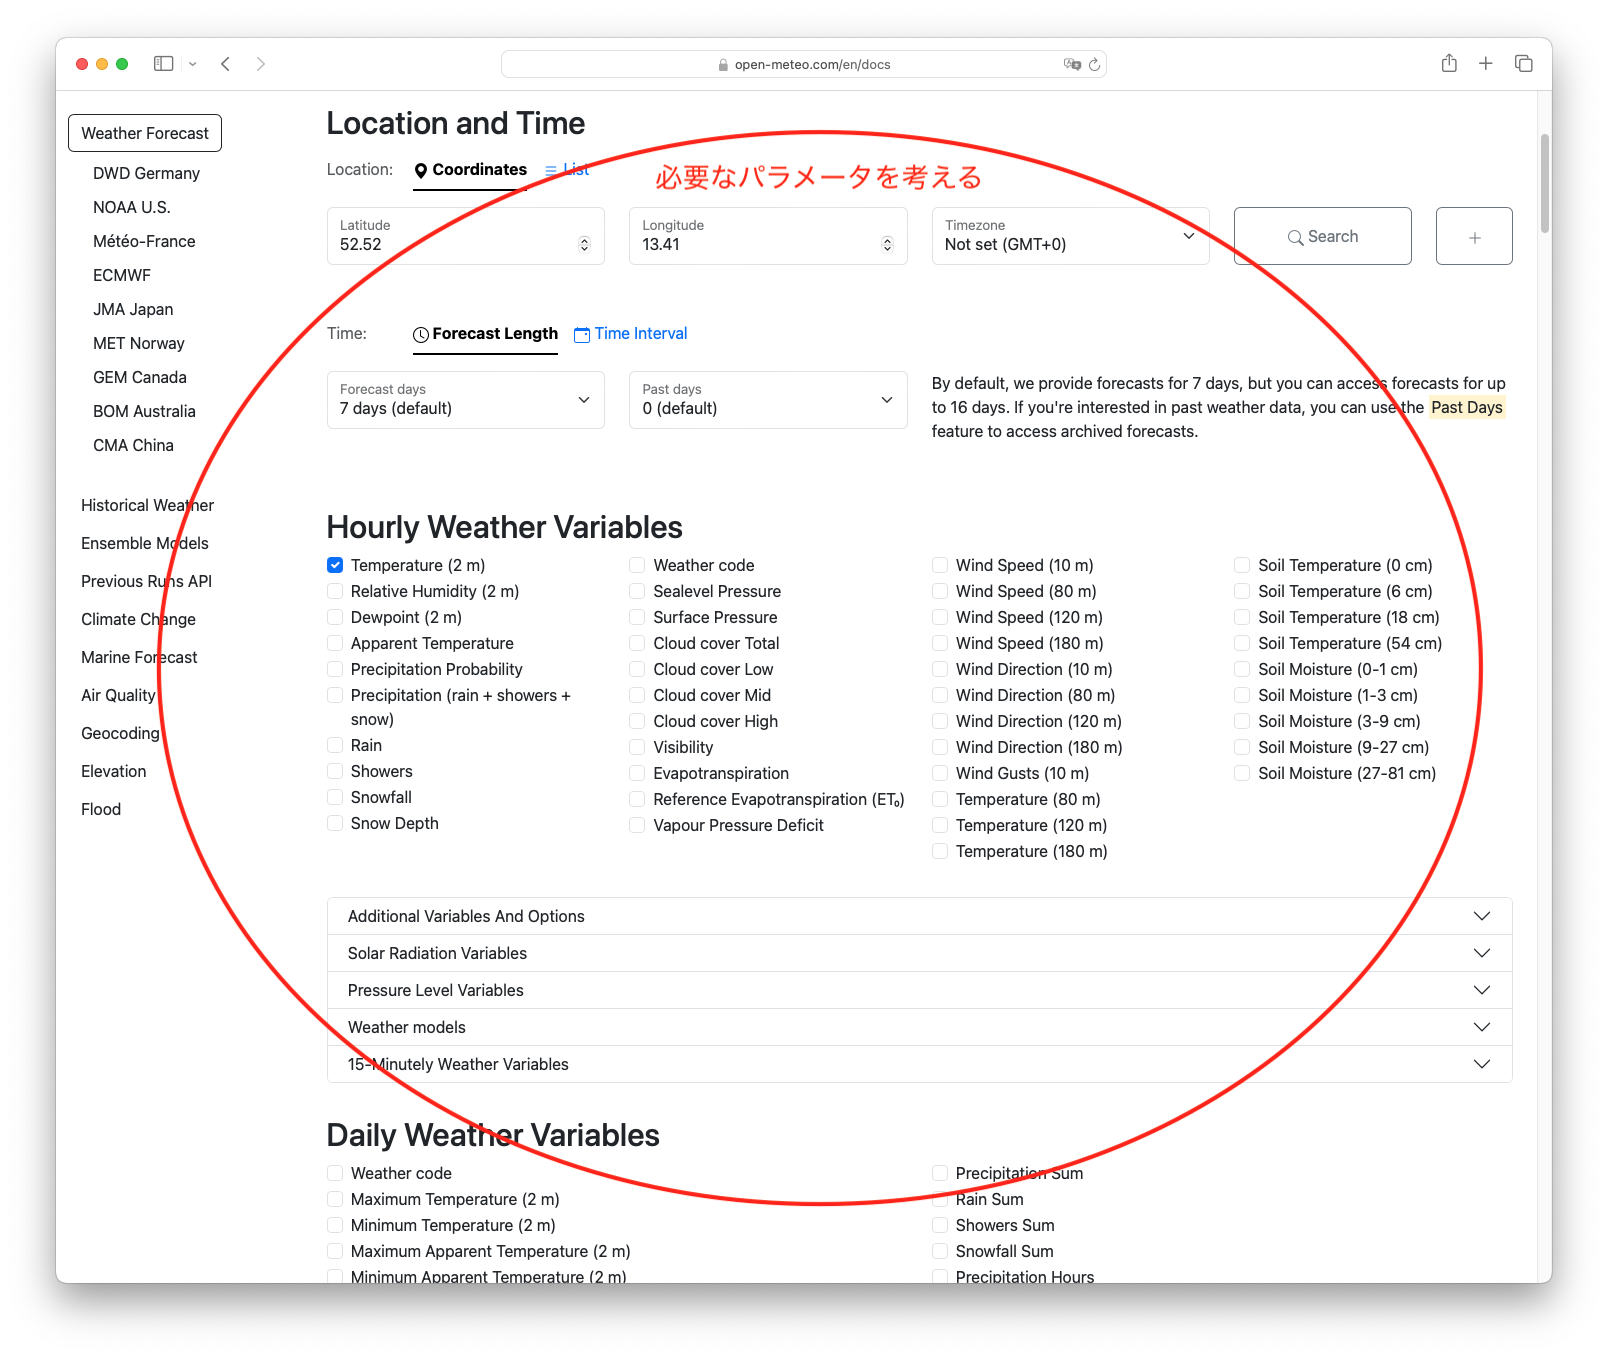 open-meteo.com/en/docs
Weather Forecast
DWD Germany
NOAA U.S.
Météo-France
ECMWF
JMA Japan
MET Norway
GEM Canada
BOM Australia
CMA China
Historical Weather
Ensemble Models
Previous Runs API
Climate Change
Marine Forecast
Air Quality
Geocoding
Elevation
Flood
Location and Time
Location:
Coordinates
List
必要なパラメータを考える
Latitude
52.52
Longitude
13.41
Timezone
Not set (GMT+0)
Search
Time:
Forecast Length
Time Interval
Forecast days
7 days (default)
Past days
0 (default)
By default, we provide forecasts for 7 days, but you can access forecasts for up
to 16 days. If you're interested in past weather data, you can use the Past Days
feature to access archived forecasts.
Hourly Weather Variables
Temperature (2 m)
Relative Humidity (2 m)
Dewpoint (2 m)
Apparent Temperature
Precipitation Probability
Precipitation (rain + showers +
snow)
Rain
Showers
Snowfall
Snow Depth
Weather code
Sealevel Pressure
Surface Pressure
Cloud cover Total
Cloud cover Low
Cloud cover Mid
Cloud cover High
Visibility
Evapotranspiration
Reference Evapotranspiration (ET₀)
Vapour Pressure Deficit
Wind Speed (10 m)
Wind Speed (80 m)
Wind Speed (120 m)
Wind Speed (180 m)
Wind Direction (10 m)
Wind Direction (80 m)
Wind Direction (120 m)
Wind Direction (180 m)
Wind Gusts (10 m)
Temperature (80 m)
Temperature (120 m)
Temperature (180 m)
Soil Temperature (0 cm)
Soil Temperature (6 cm)
Soil Temperature (18 cm)
Soil Temperature (54 cm)
Soil Moisture (0-1 cm)
Soil Moisture (1-3 cm)
Soil Moisture (3-9 cm)
Soil Moisture (9-27 cm)
Soil Moisture (27-81 cm)
Additional Variables And Options
Solar Radiation Variables
Pressure Level Variables
Weather models
15-Minutely Weather Variables
Daily Weather Variables
Weather code
Maximum Temperature (2 m)
Minimum Temperature (2 m)
Maximum Apparent Temperature (2 m)
Minimum Apparent Temperature (2 m)
Precipitation Sum
Rain Sum
Showers Sum
Snowfall Sum
Precipitation Hours